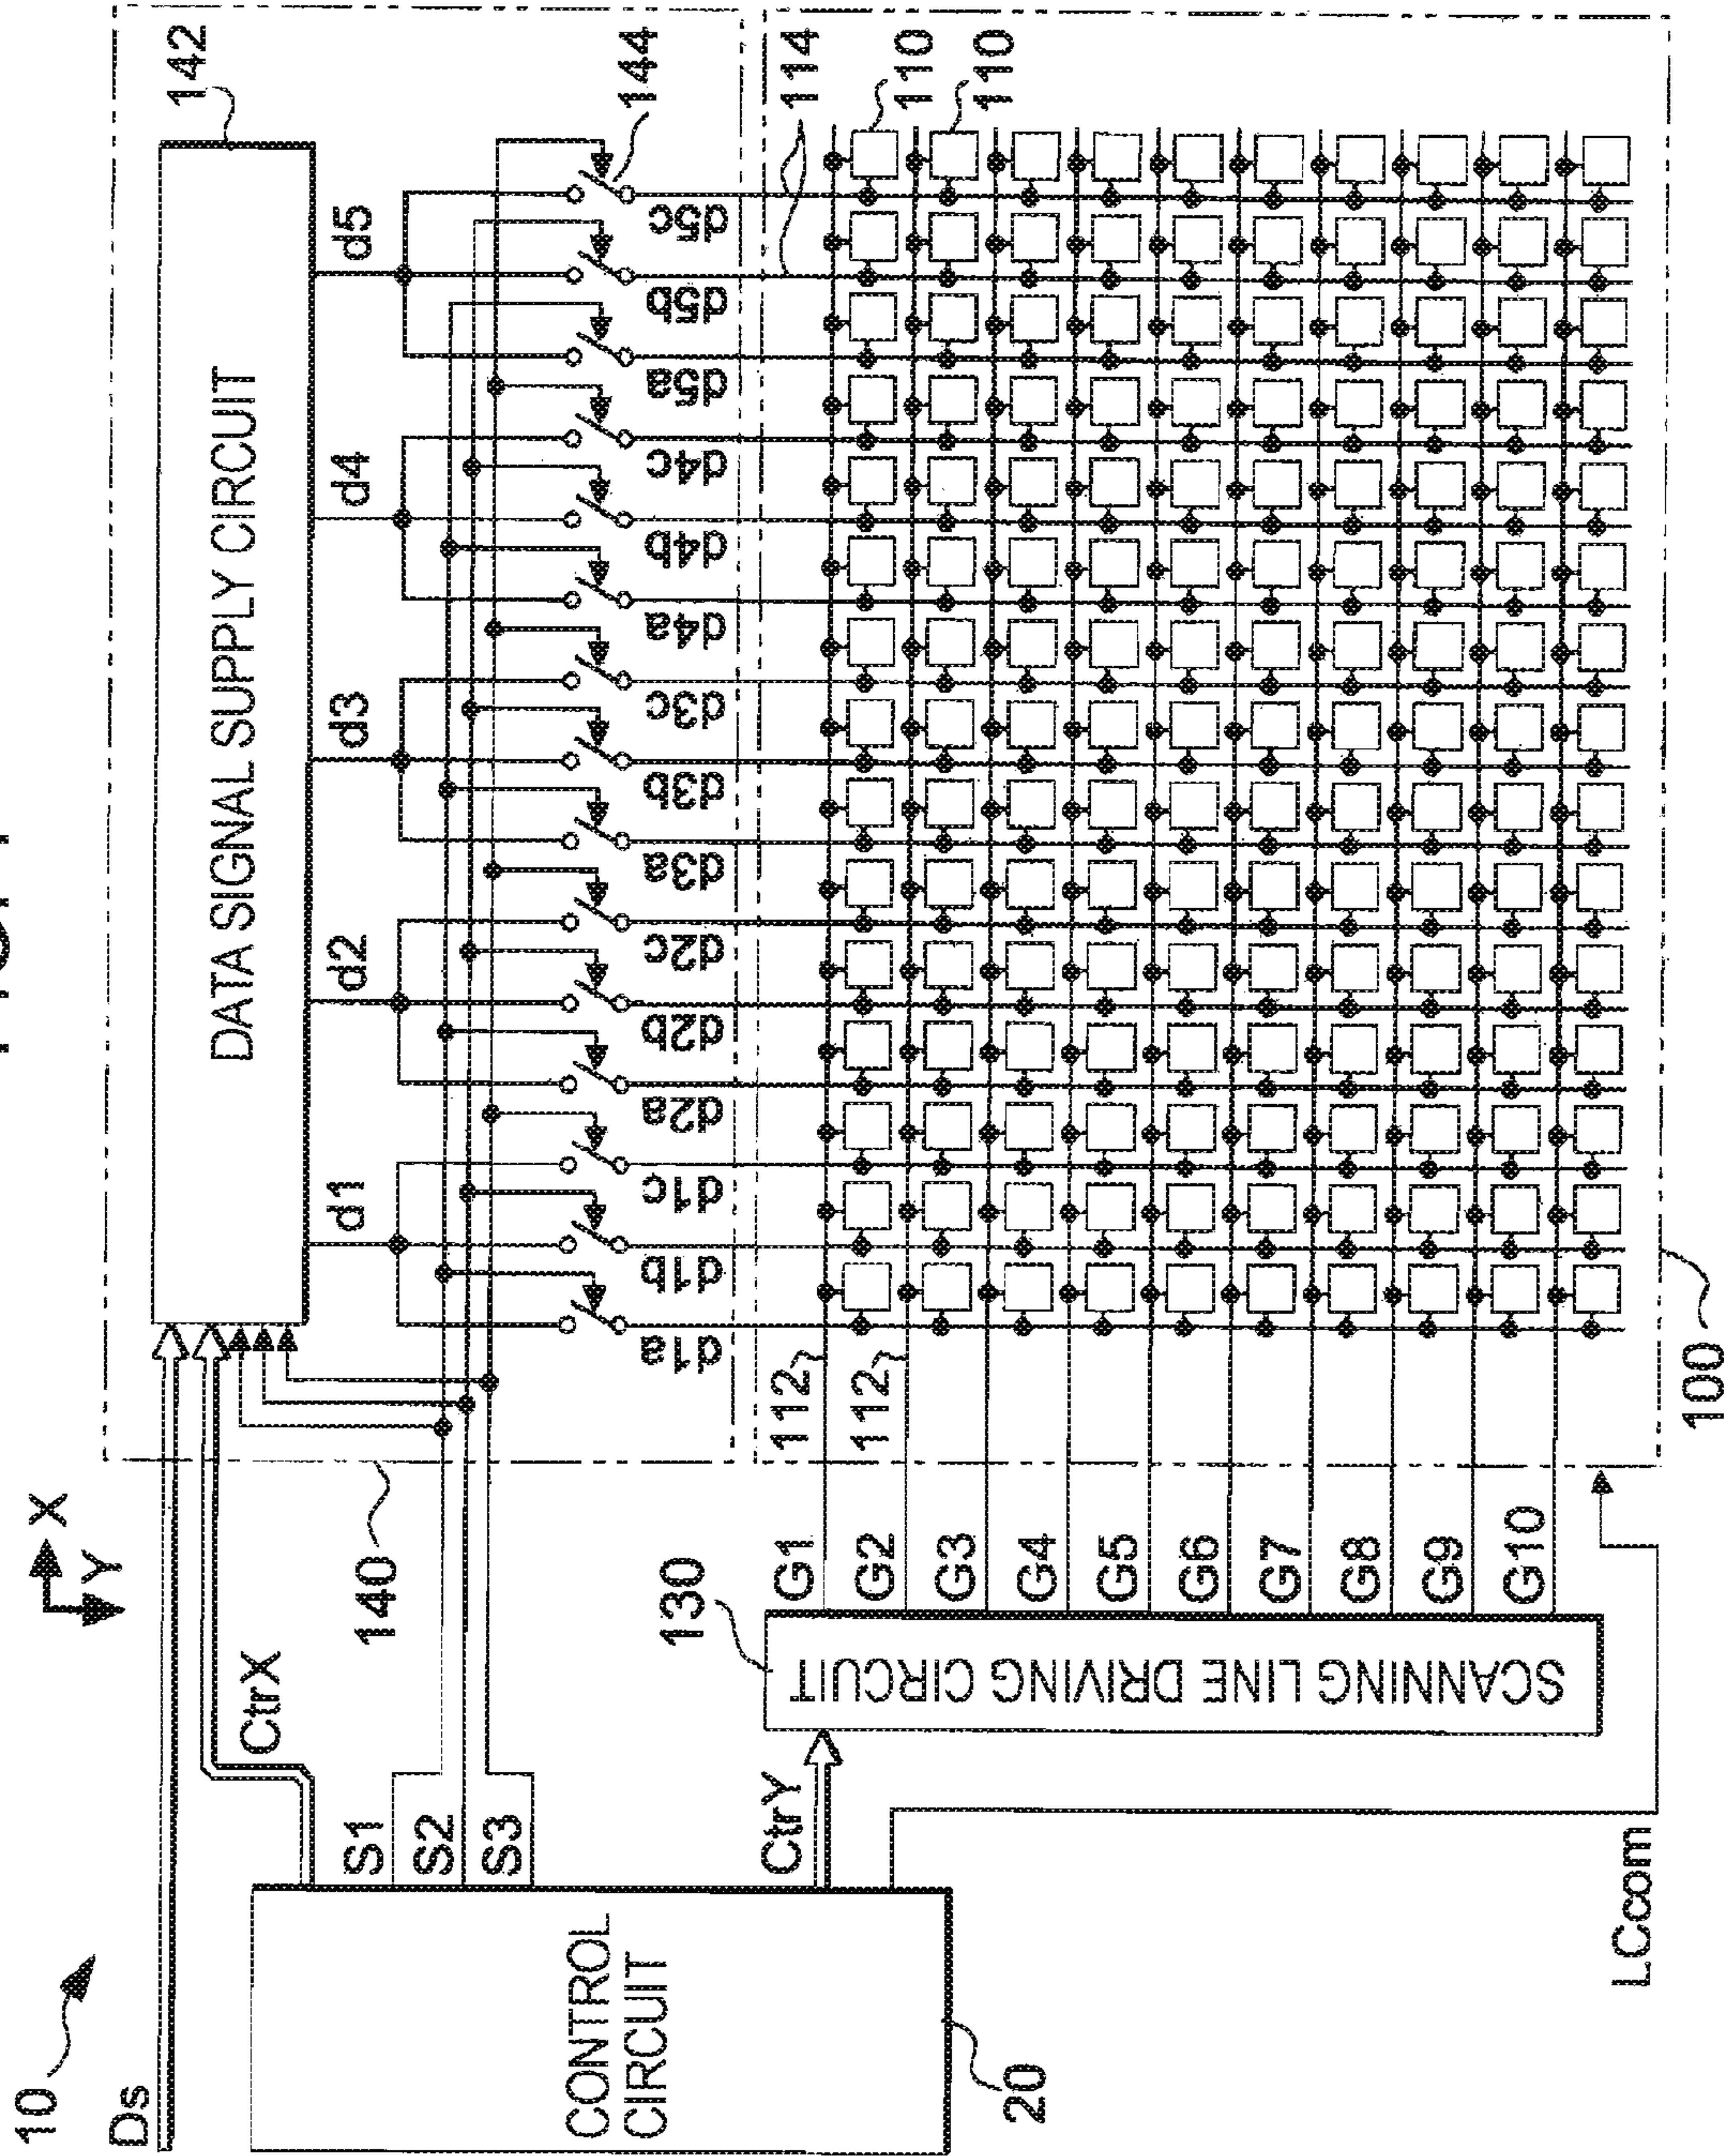 10
Ds
X
Y
CtrX
142
DATA SIGNAL SUPPLY CIRCUIT
d1
d2
d3
d4
d5
140
144
S1
S2
S3
d1a
d1b
d1c
d2a
d2b
d2c
d3a
d3b
d3c
d4a
d4b
d4c
d5a
d5b
d5c
CONTROL
CIRCUIT
20
CtrY
130
SCANNING LINE DRIVING CIRCUIT
G1
G2
G3
G4
G5
G6
G7
G8
G9
G10
112
112
114
110
110
LCcom
100